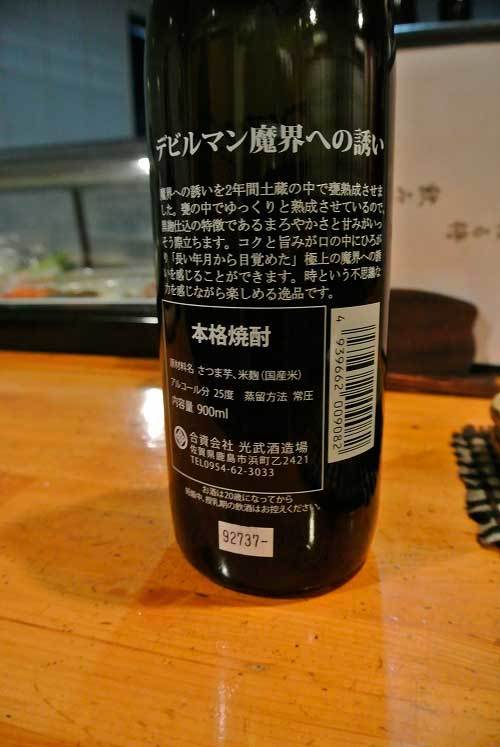 デビルマン魔界への誘い
魔界への誘いを2年間土蔵の中で甕熟成させま
した。甕の中でゆっくりと熟成させているので、
黒麹仕込の特徴であるまろやかさと甘みがいっ
そう際立ちます。コクと旨みが口の中にひろが
り「長い年月から目覚めた」極上の魔界への誘
いを感じることができます。時という不思議な
力を感じながら楽しめる逸品です。
本格焼酎
原材料名 さつま芋、米麹(国産米)
アルコール分 25度 蒸留方法 常圧
内容量 900ml
合資会社 光武酒造場
佐賀県鹿島市浜町乙2421
TEL0954-62-3033
4 939662 009082
お酒は20歳になってから
妊娠中、授乳期の飲酒はお控えください。
92737-